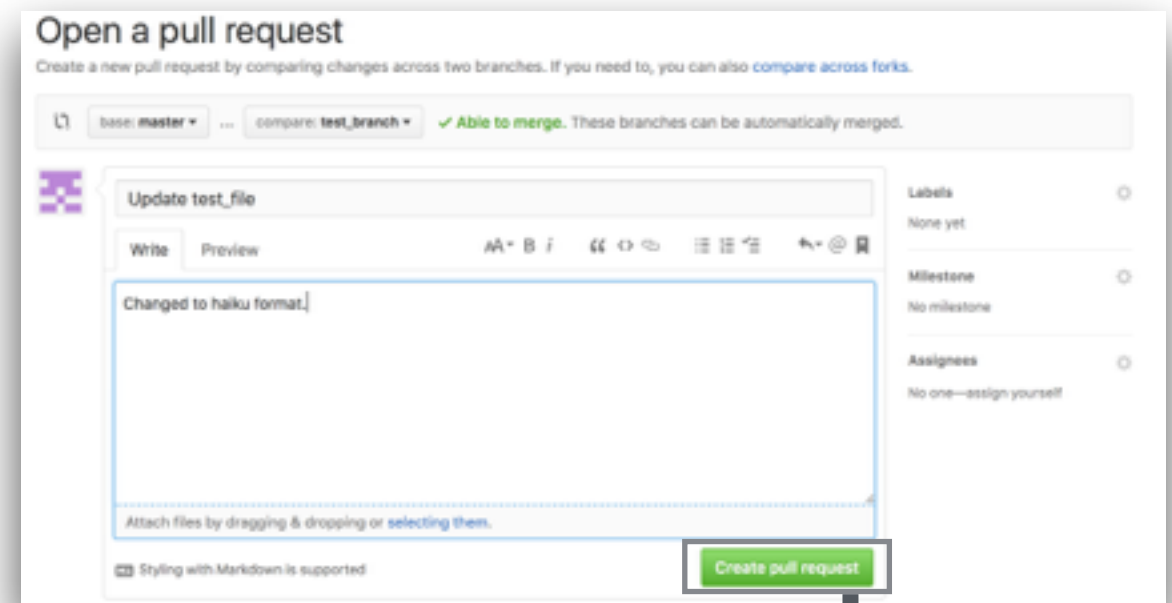 Open a pull request
Create a new pull request by comparing changes across two branches. If you need to, you can also compare across forks.
base: master ... compare: test_branch ✓ Able to merge. These branches can be automatically merged.
Update test_file
Write Preview
AA B i “ <>
@
Changed to haiku format.
Attach files by dragging & dropping or selecting them.
Styling with Markdown is supported
Create pull request
Labels
None yet
Milestone
No milestone
Assignees
No one—assign yourself